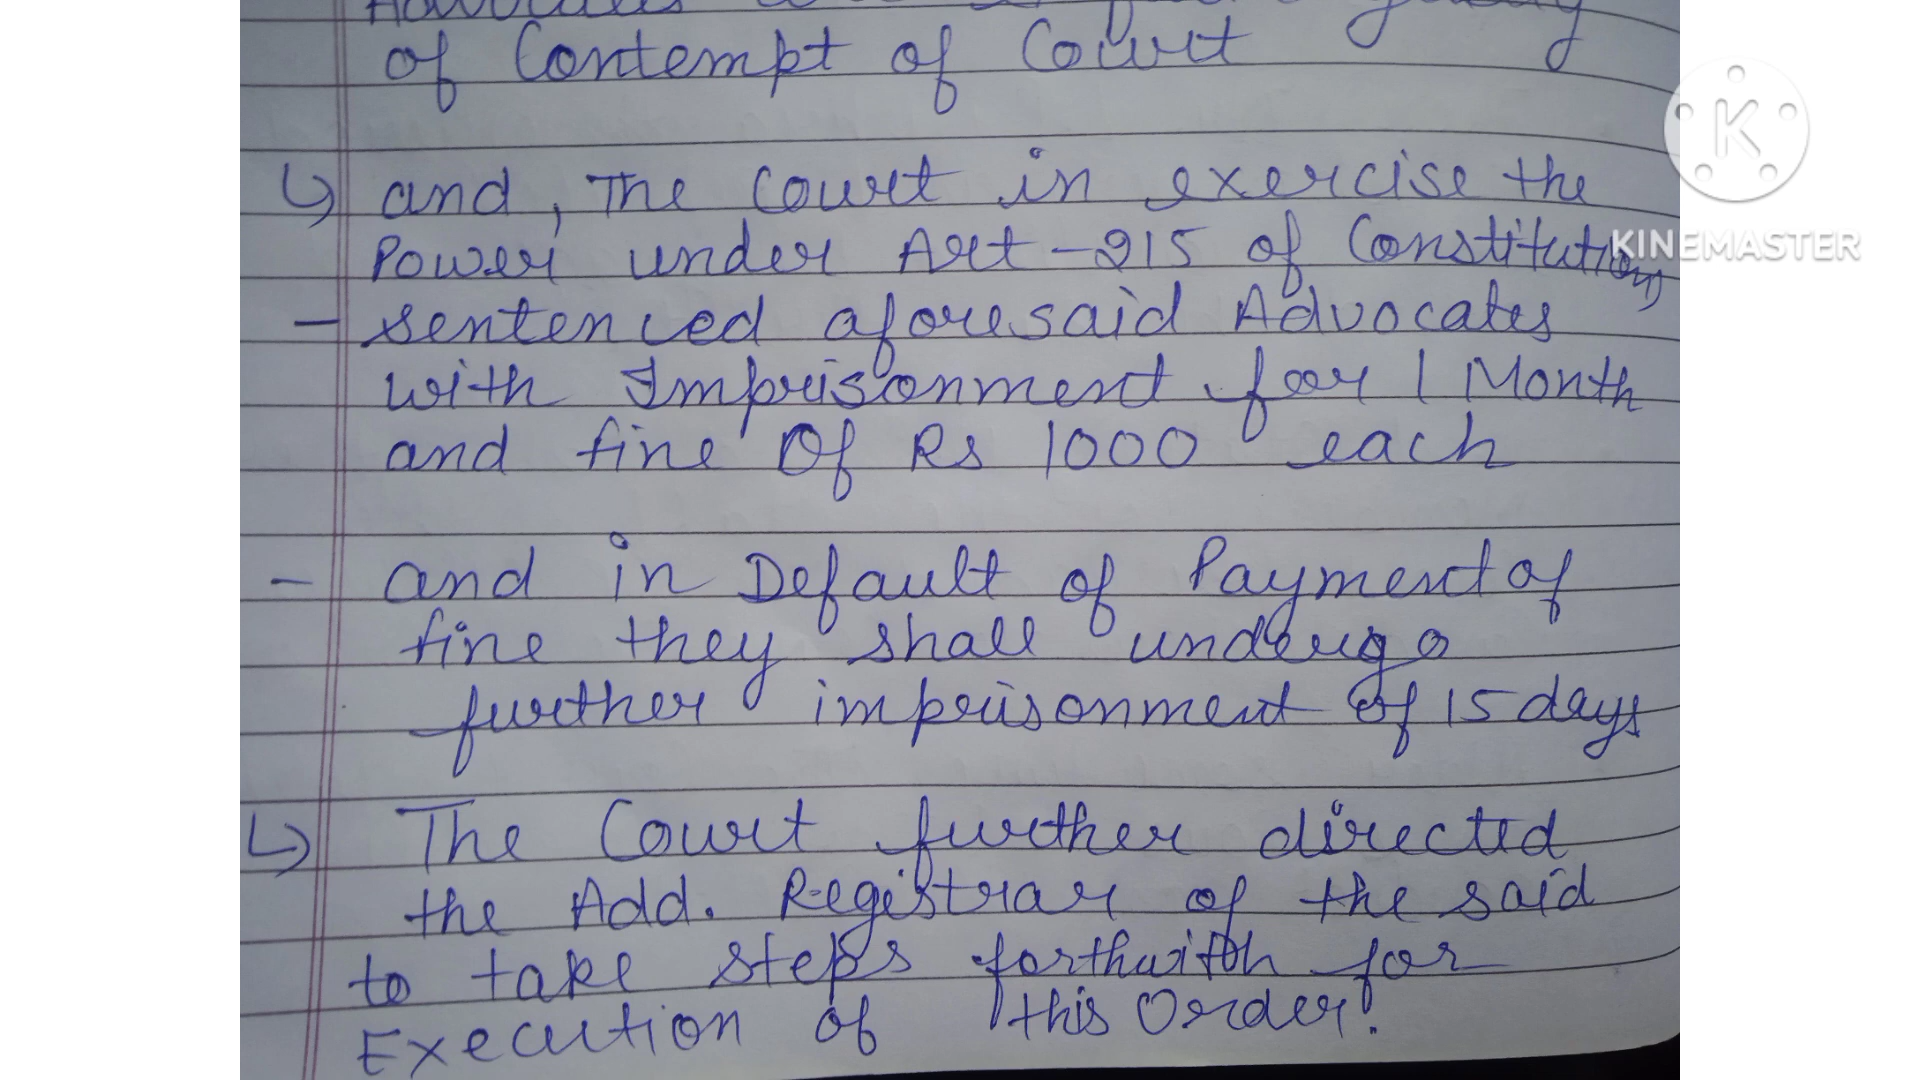 Advocates
of Contempt of Court
↳ and, The Court in exercise the
Power under Art-215 of Constitution
- sentenced aforesaid Advocates
with Imprisonment for 1 Month
and fine Of Rs 1000 each
- and in Default of Payment of
fine they shall undergo
further imprisonment of 15 days
↳ The Court further directed
the Add. Registrar of the said
to take steps forthwith for
Execution of this Order.
KINEMASTER